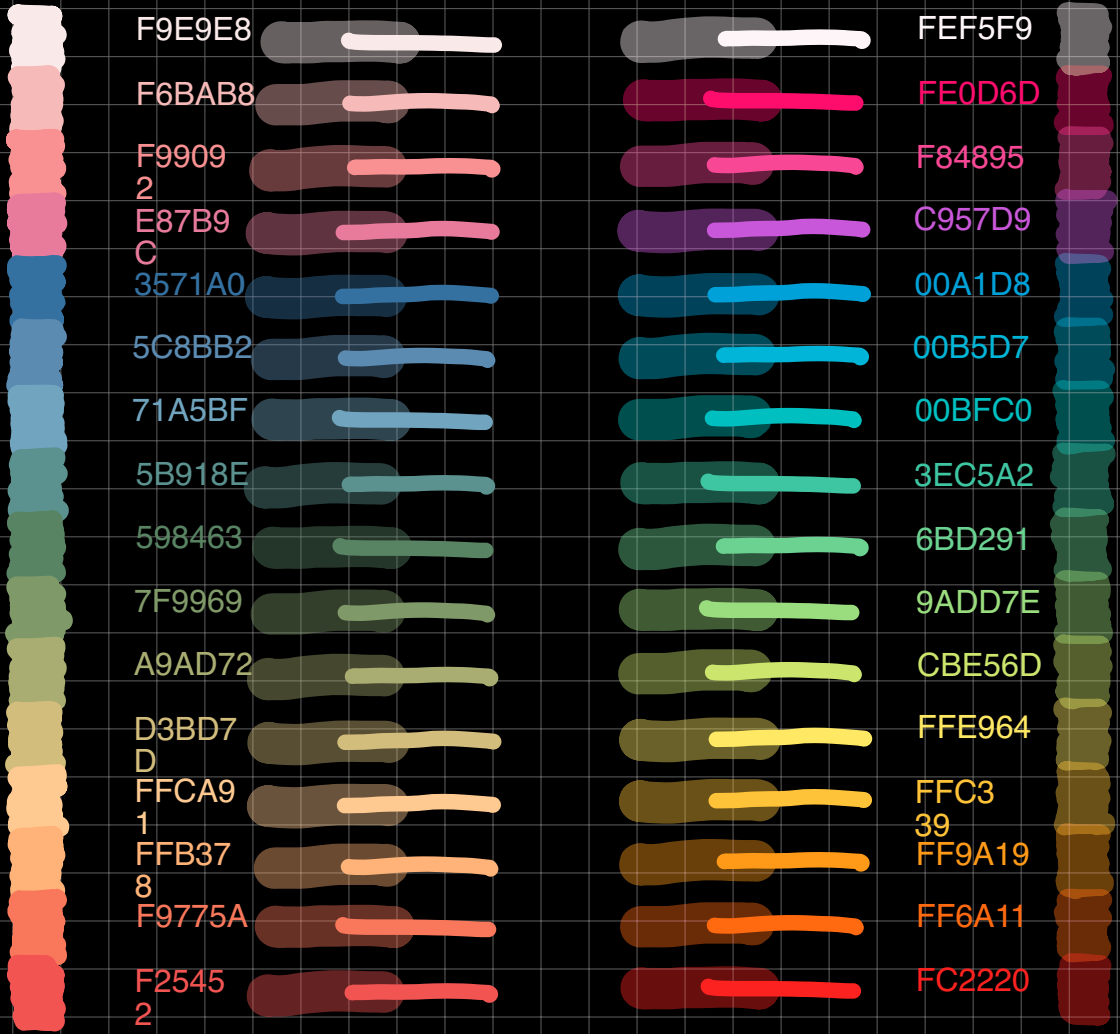 F9E9E8
F6BAB8
F9909
2
E87B9
C
3571A0
5C8BB2
71A5BF
5B918E
598463
7F9969
A9AD72
D3BD7
D
FFCA9
1
FFB37
8
F9775A
F2545
2
FEF5F9
FE0D6D
F84895
C957D9
00A1D8
00B5D7
00BFC0
3EC5A2
6BD291
9ADD7E
CBE56D
FFE964
FFC3
39
FF9A19
FF6A11
FC2220